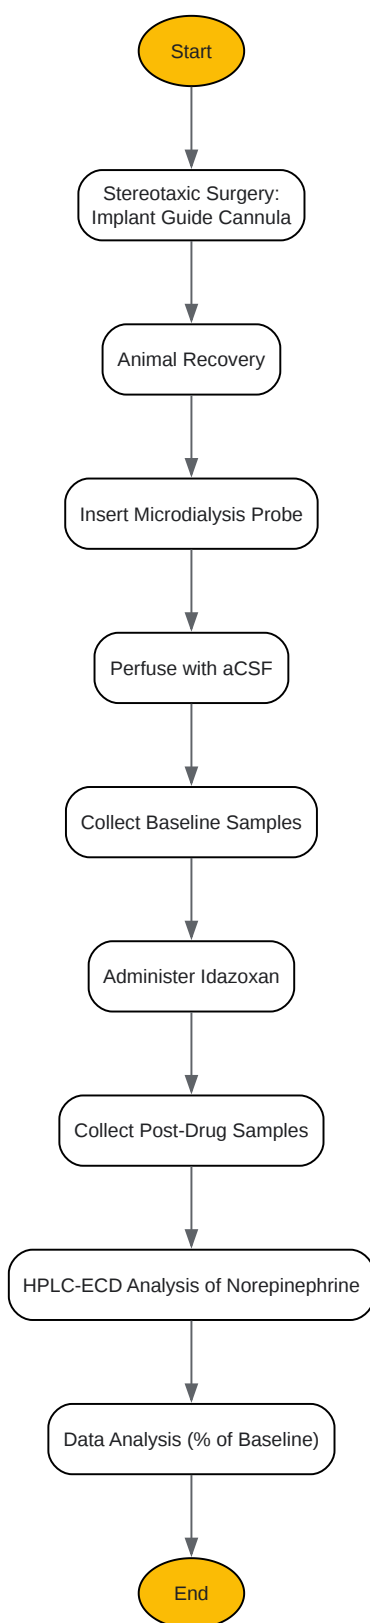 Start
Stereotaxic Surgery:
Implant Guide Cannula
Animal Recovery
Insert Microdialysis Probe
Perfuse with aCSF
Collect Baseline Samples
Administer Idazoxan
Collect Post-Drug Samples
HPLC-ECD Analysis of Norepinephrine
Data Analysis (% of Baseline)
End